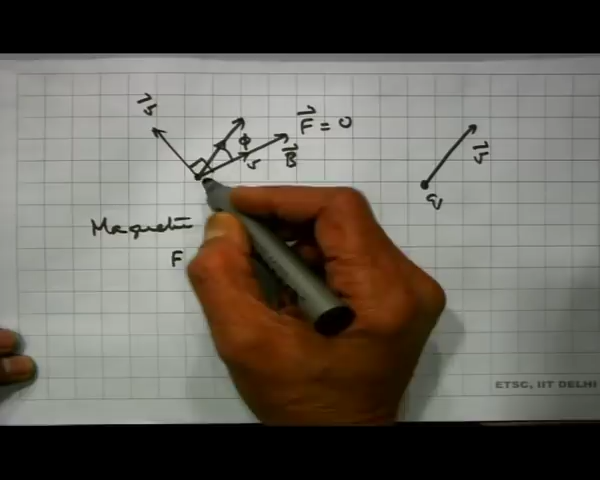 v⃗
ϕ
v
B⃗
F⃗ = 0
v⃗
q
Magnetic
F
ETSC, IIT DELHI